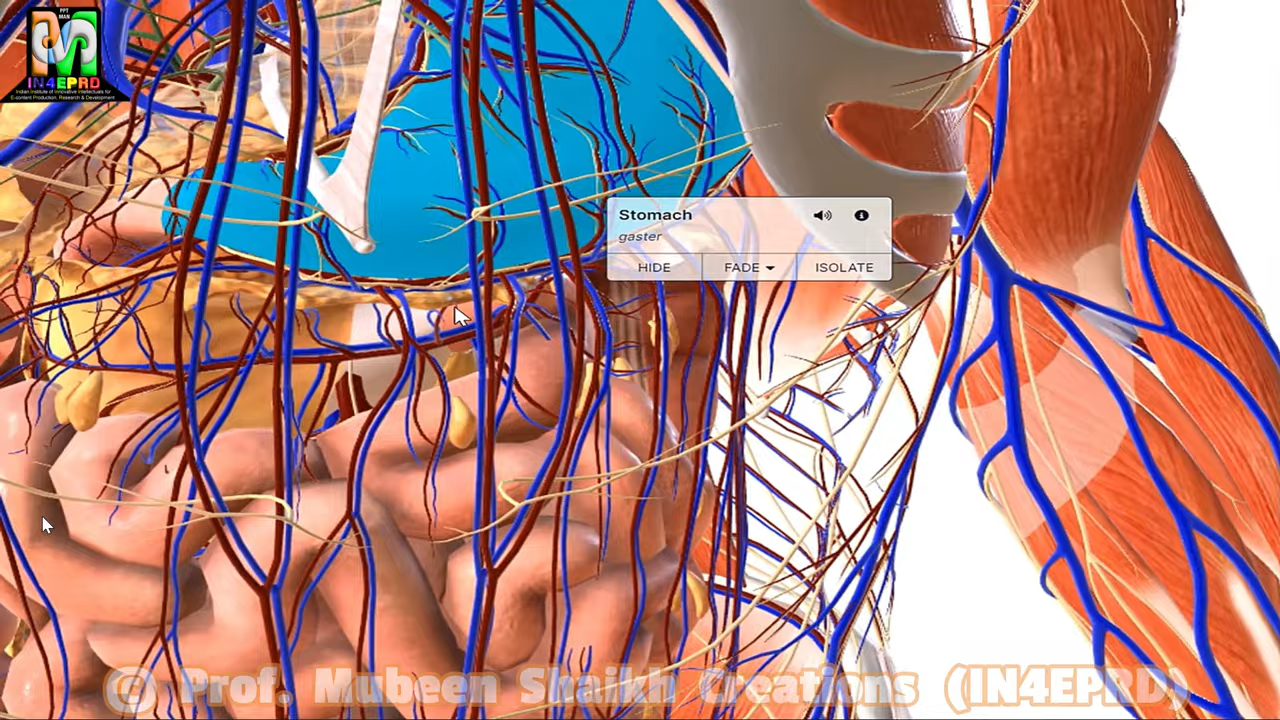 PPT
MAN
IN4EPRD
Indian Institute of Innovative Intellectuals for
E-content Production, Research & Development
Stomach
gaster
HIDE FADE ISOLATE
© Prof. Mubeen Shaikh Creations (IN4EPRD)